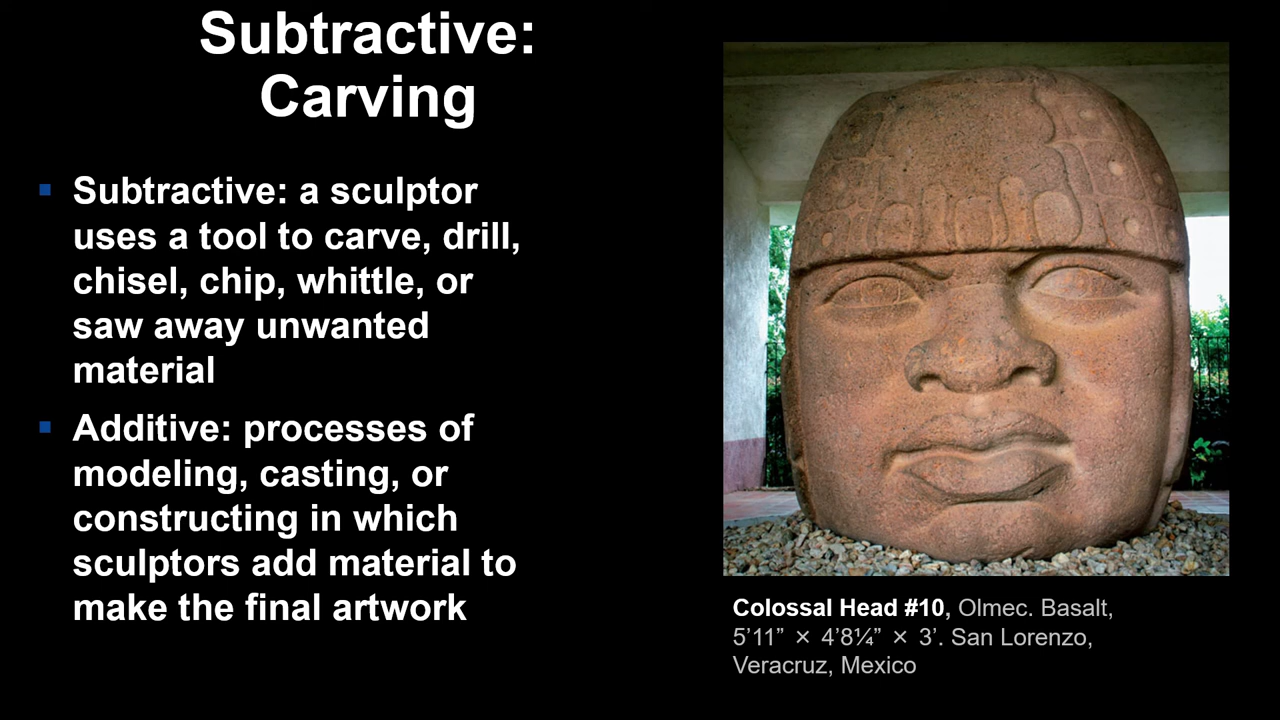 Subtractive:
Carving
▪ Subtractive: a sculptor
uses a tool to carve, drill,
chisel, chip, whittle, or
saw away unwanted
material
▪ Additive: processes of
modeling, casting, or
constructing in which
sculptors add material to
make the final artwork
Colossal Head #10, Olmec. Basalt,
5’11” × 4’8¼” × 3’. San Lorenzo,
Veracruz, Mexico